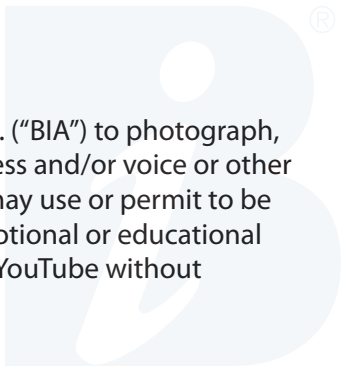 ®
. (“BIA”) to photograph,
ess and/or voice or other
may use or permit to be
otional or educational
YouTube without